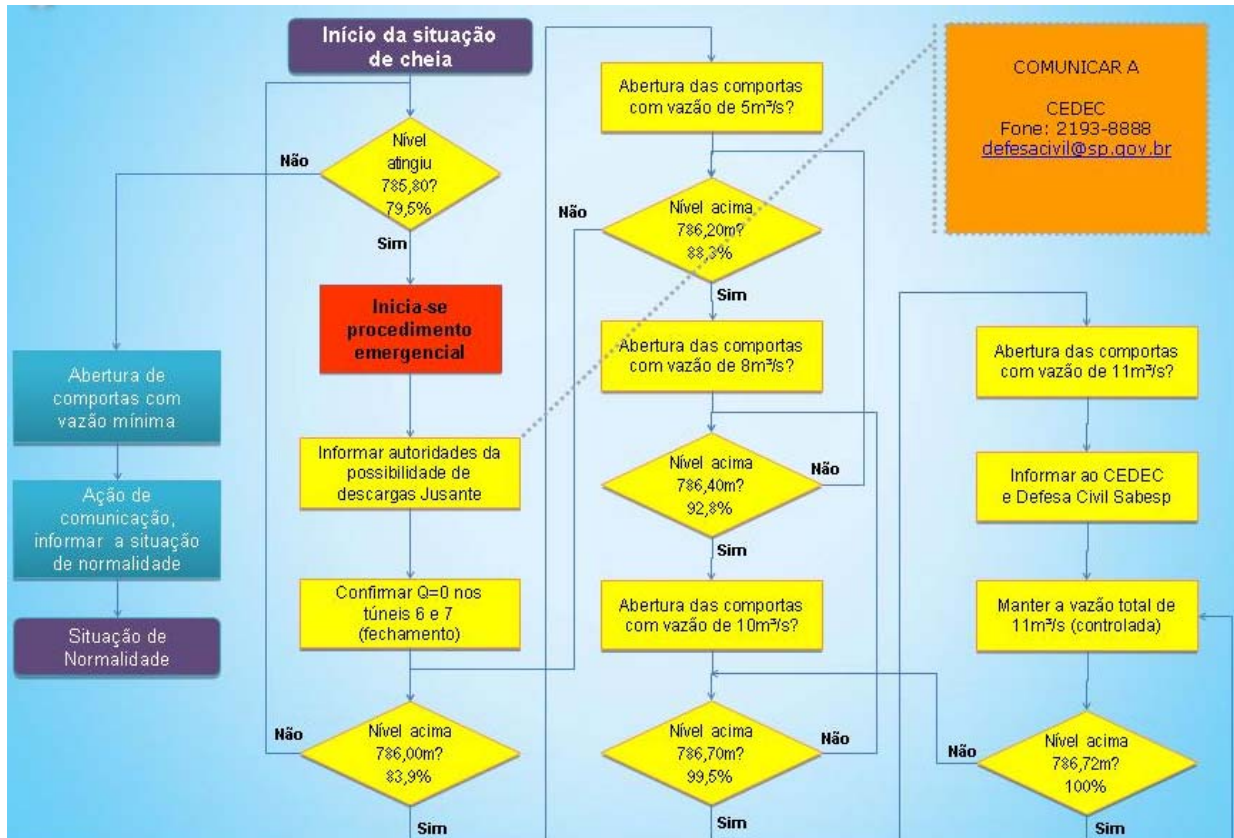 Início da situação
de cheia
Nível
atingiu
785,80?
79,5%
Não
Sim
Inicia-se
procedimento
emergencial
Informar autoridades da
possibilidade de
descargas Jusante
Confirmar Q=0 nos
túneis 6 e 7
(fechamento)
Nível acima
786,00m?
83,9%
Não
Sim
Abertura de
comportas com
vazão mínima
Ação de
comunicação,
informar a situação
de normalidade
Situação de
Normalidade
Abertura das comportas
com vazão de 5m³/s?
Nível acima
786,20m?
88,3%
Não
Sim
Abertura das comportas
com vazão de 8m³/s?
Nível acima
786,40m?
92,8%
Não
Sim
Abertura das comportas
com vazão de 10m³/s?
Nível acima
786,70m?
99,5%
Não
Sim
COMUNICAR A
CEDEC
Fone: 2193-8888
defesacivil@sp.gov.br
Abertura das comportas
com vazão de 11m³/s?
Informar ao CEDEC
e Defesa Civil Sabesp
Manter a vazão total de
11m³/s (controlada)
Nível acima
786,72m?
100%
Não
Sim